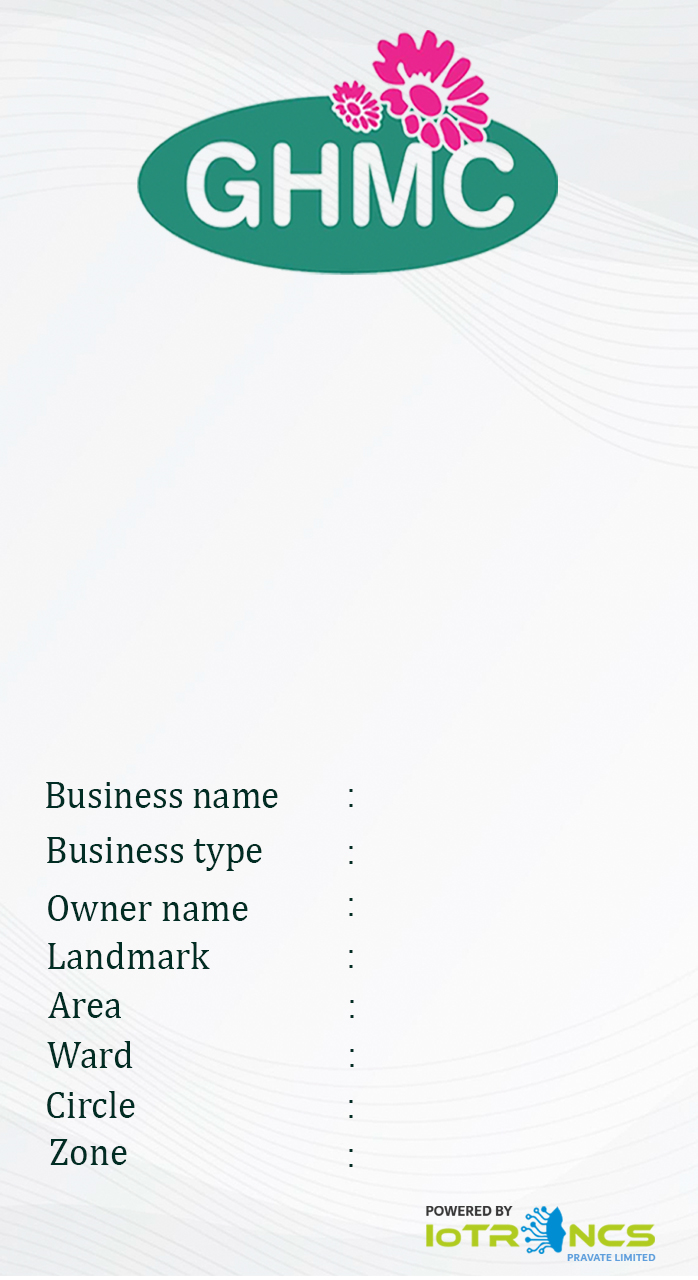 GHMC
Business name :
Business type :
Owner name :
Landmark :
Area :
Ward :
Circle :
Zone :
POWERED BY
IoTRONCS
PRAVATE LIMITED